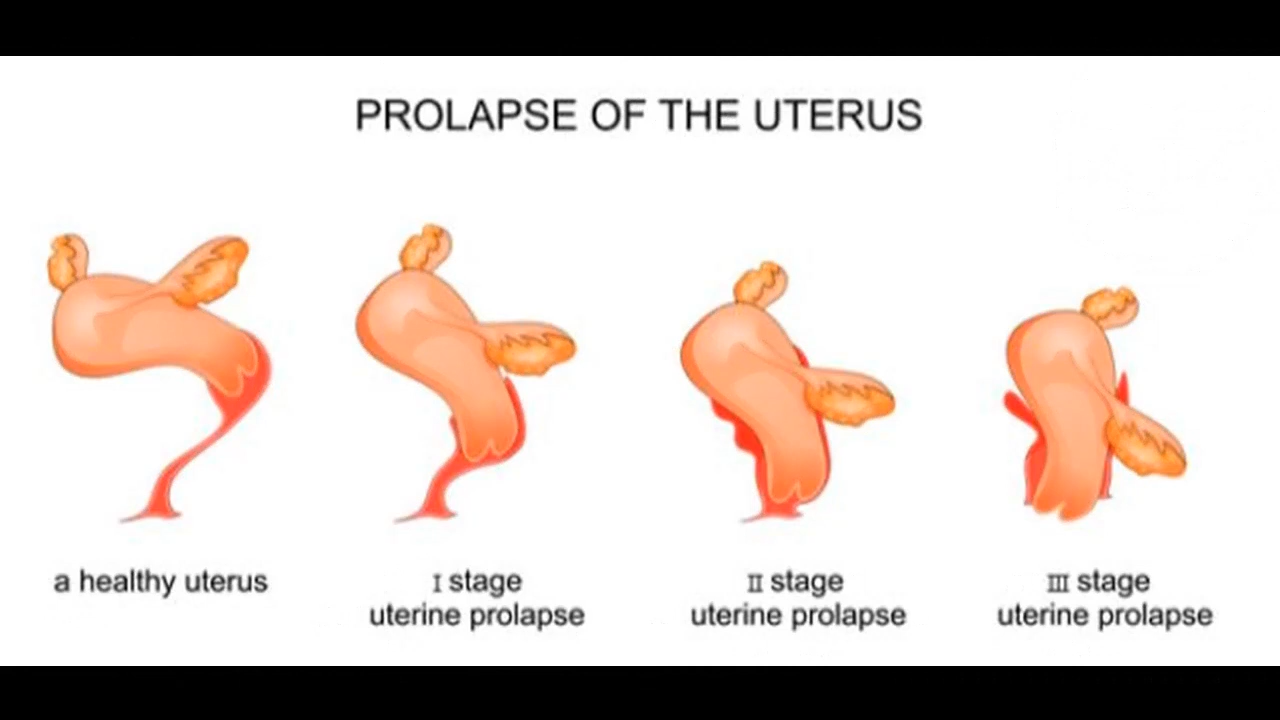 PROLAPSE OF THE UTERUS
a healthy uterus
I stage
uterine prolapse
II stage
uterine prolapse
III stage
uterine prolapse